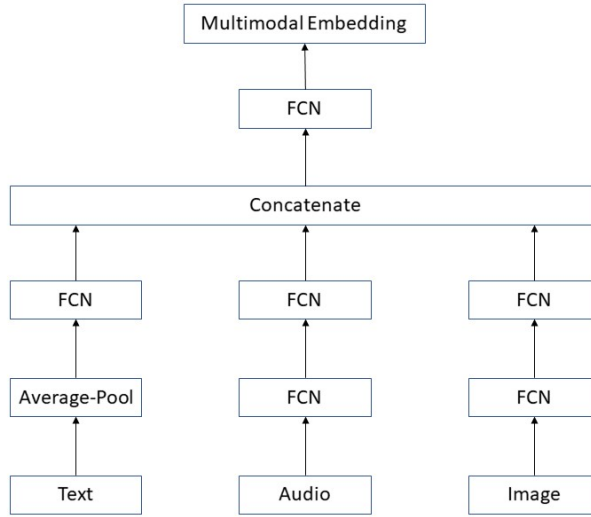 Multimodal Embedding
FCN
Concatenate
FCN FCN FCN
Average-Pool FCN FCN
Text Audio Image